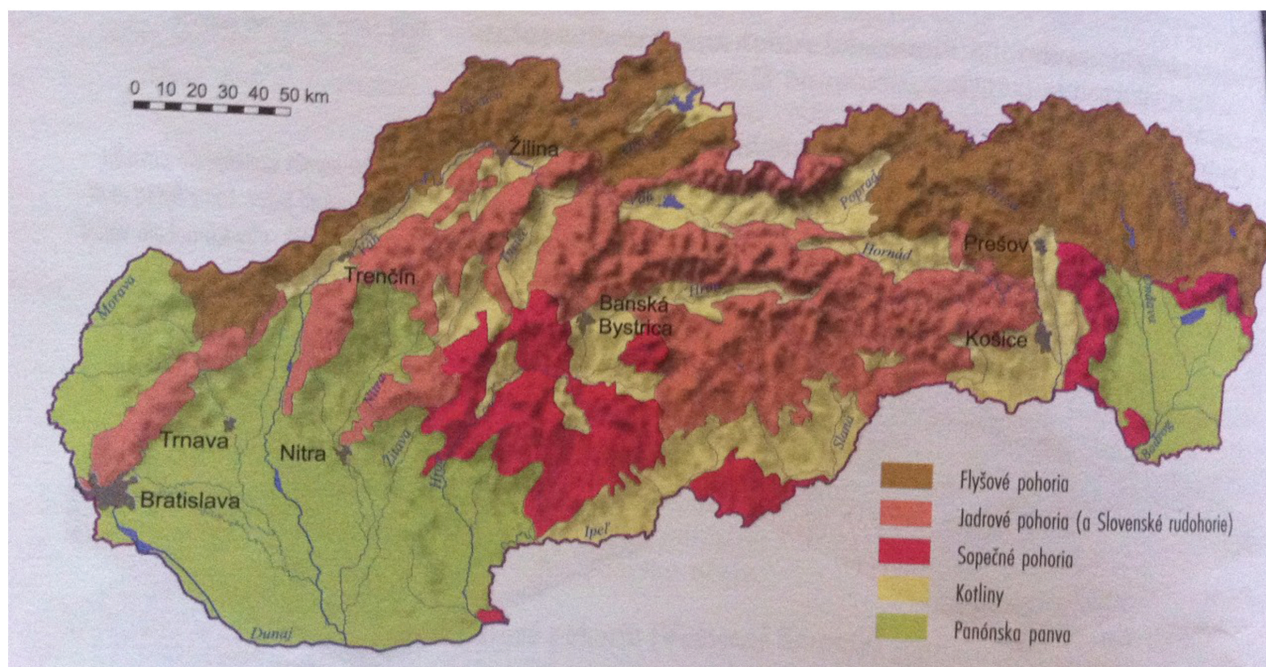 0 10 20 30 40 50 km
Žilina
Poprad
Váh
Hornád
Prešov
Váh
Trenčín
Morava
Hron
Banská
Bystrica
Košice
Nitra
Slaná
Trnava
Nitra
Žitava
Hron
Bodrog
Bratislava
Ipeľ
Dunaj
Flyšové pohoria
Jadrové pohoria (a Slovenské rudohorie)
Sopečné pohoria
Kotliny
Panónska panva